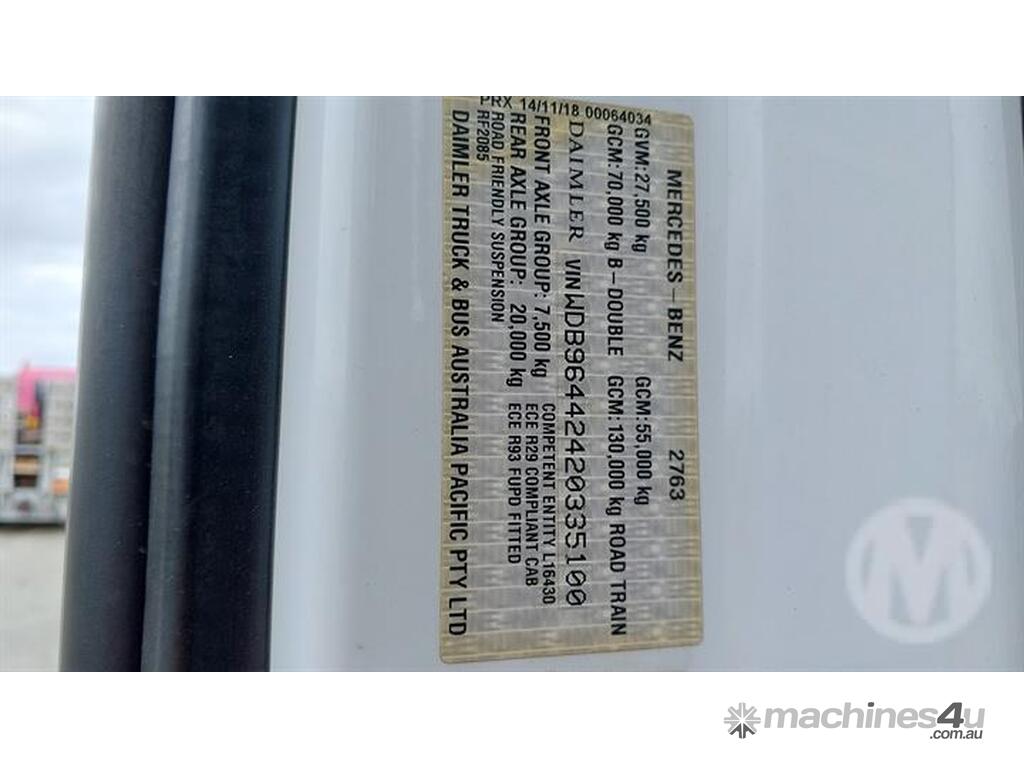 MERCEDES-BENZ 2763
GVM: 27,500 kg GCM: 55,000 kg
GCM: 70,000 kg B-DOUBLE GCM: 130,000 kg ROAD TRAIN
DAIMLER VIN WDB96442420335100
FRONT AXLE GROUP: 7,500 kg COMPETENT ENTITY L16430
REAR AXLE GROUP: 20,000 kg ECE R29 COMPLIANT CAB
ROAD FRIENDLY SUSPENSION ECE R93 FUPD FITTED
RF2085
DAIMLER TRUCK & BUS AUSTRALIA PACIFIC PTY LTD
PRX 14/11/18 00064034
M
machines4u
.com.au